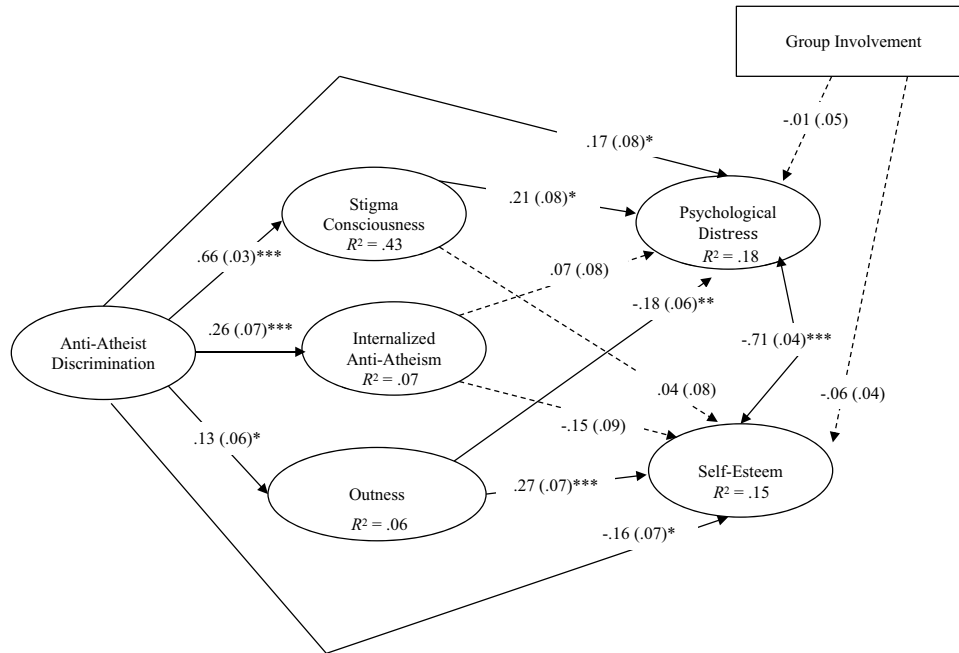 Group Involvement
-.01 (.05)
.17 (.08)*
Stigma
Consciousness
R² = .43
.21 (.08)*
Psychological
Distress
R² = .18
.66 (.03)***
.07 (.08)
-.18 (.06)**
.26 (.07)***
Internalized
Anti-Atheism
R² = .07
Anti-Atheist
Discrimination
-.71 (.04)***
.04 (.08)
-.06 (.04)
-.15 (.09)
.13 (.06)*
Outness
R² = .06
.27 (.07)***
Self-Esteem
R² = .15
-.16 (.07)*